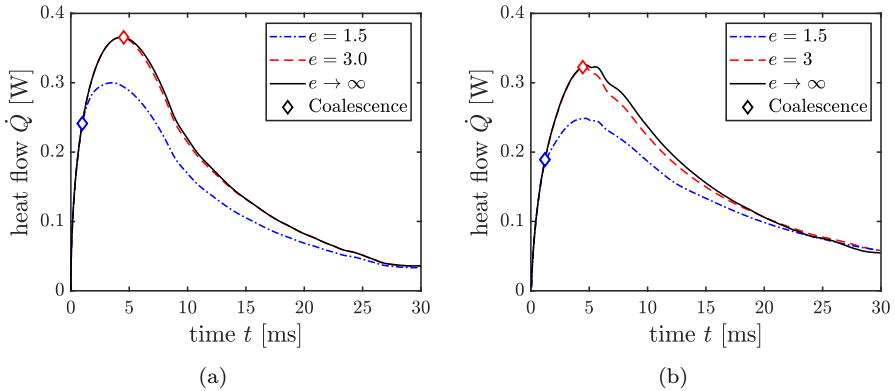 0.4
0.3
0.2
0.1
0
heat flow Q̇ [W]
e = 1.5
e = 3.0
e → ∞
Coalescence
0 5 10 15 20 25 30
time t [ms]
(a)
0.4
0.3
0.2
0.1
0
heat flow Q̇ [W]
e = 1.5
e = 3
e → ∞
Coalescence
0 5 10 15 20 25 30
time t [ms]
(b)